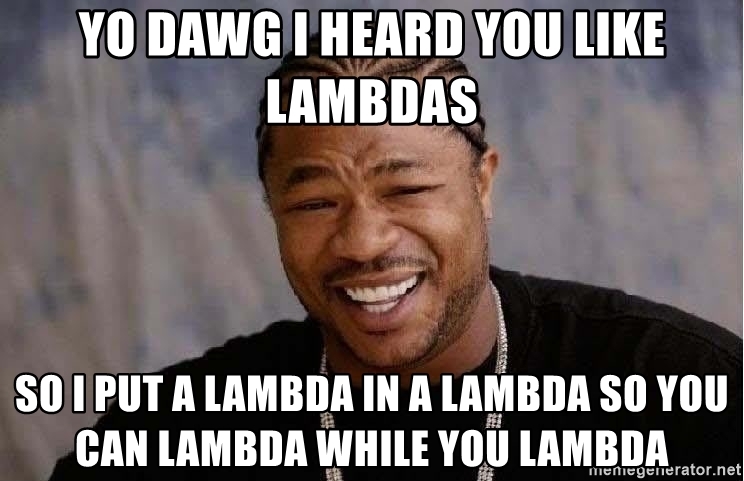 YO DAWG I HEARD YOU LIKE
LAMBDAS
SO I PUT A LAMBDA IN A LAMBDA SO YOU
CAN LAMBDA WHILE YOU LAMBDA
memegenerator.net